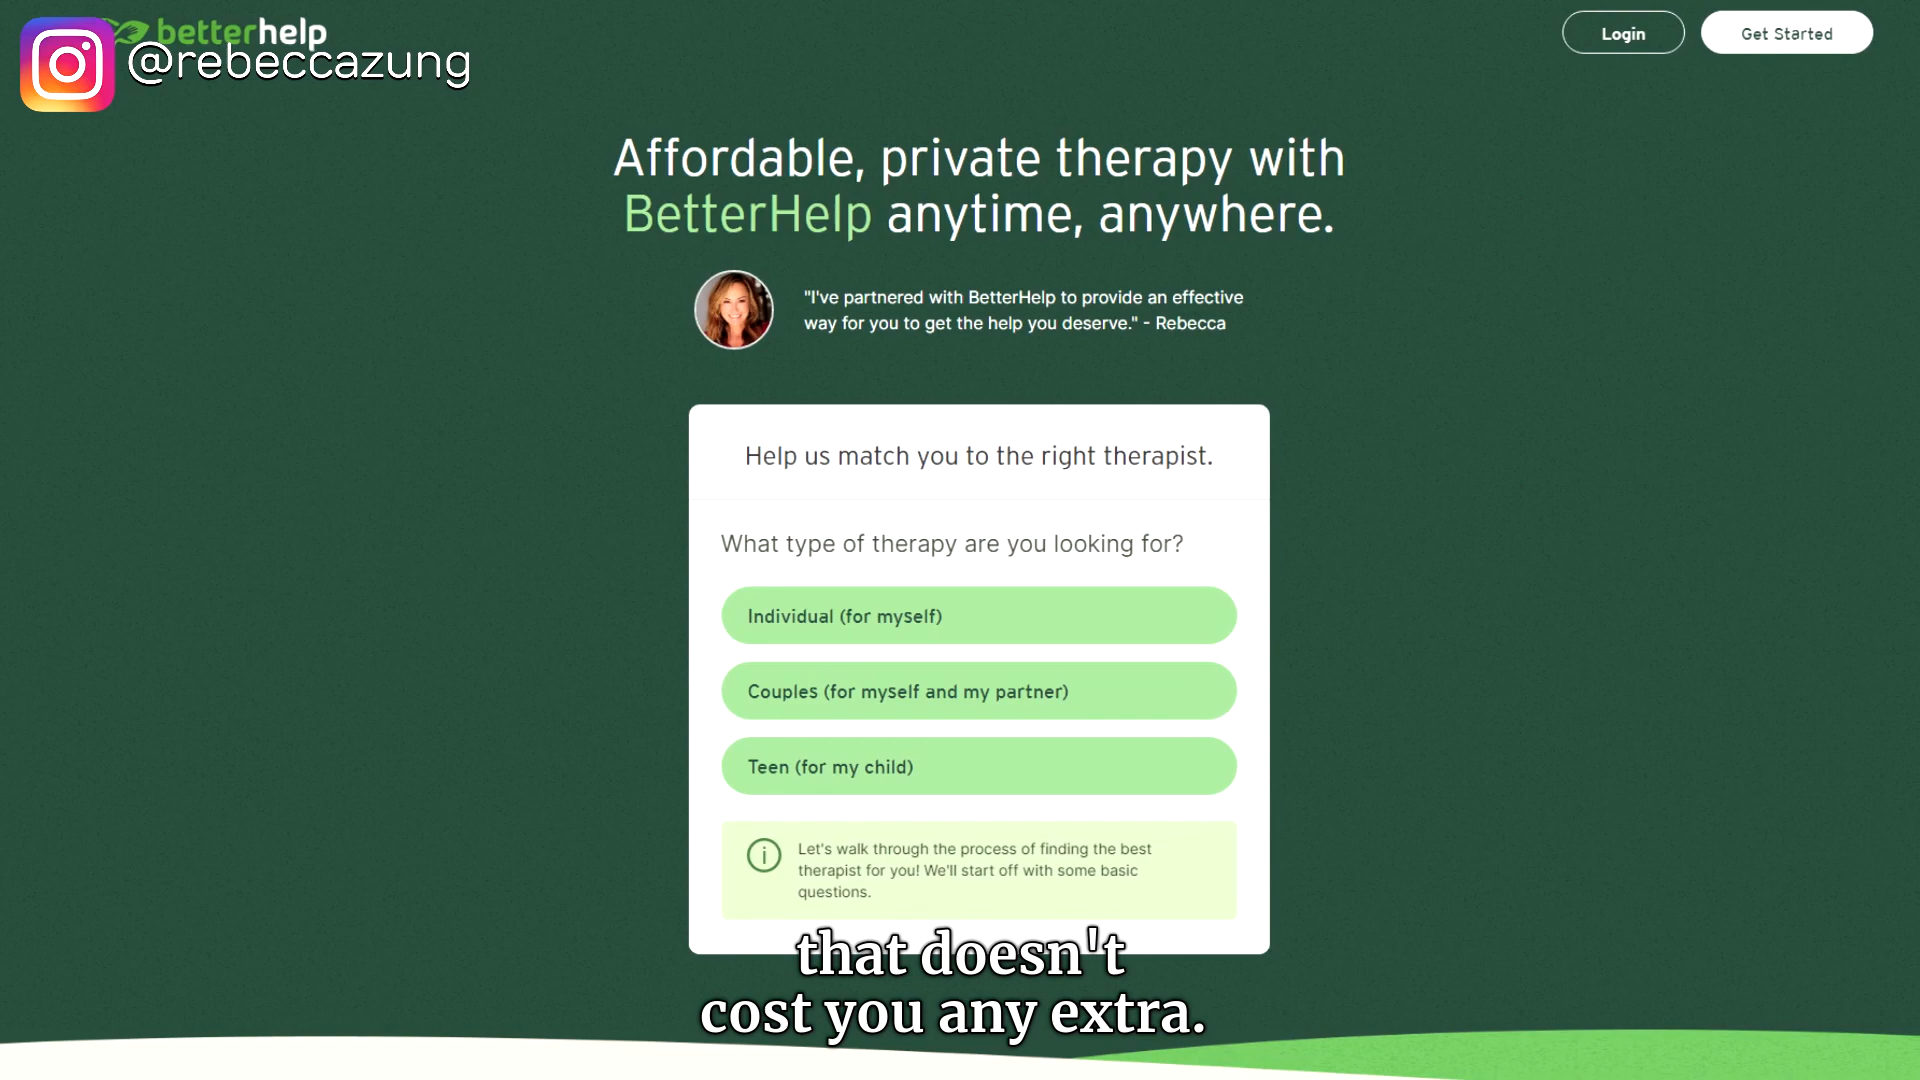 betterhelp
@rebeccazung
Login
Get Started
Affordable, private therapy with
BetterHelp anytime, anywhere.
"I've partnered with BetterHelp to provide an effective
way for you to get the help you deserve." - Rebecca
Help us match you to the right therapist.
What type of therapy are you looking for?
Individual (for myself)
Couples (for myself and my partner)
Teen (for my child)
Let's walk through the process of finding the best
therapist for you! We'll start off with some basic
questions.
that doesn't
cost you any extra.